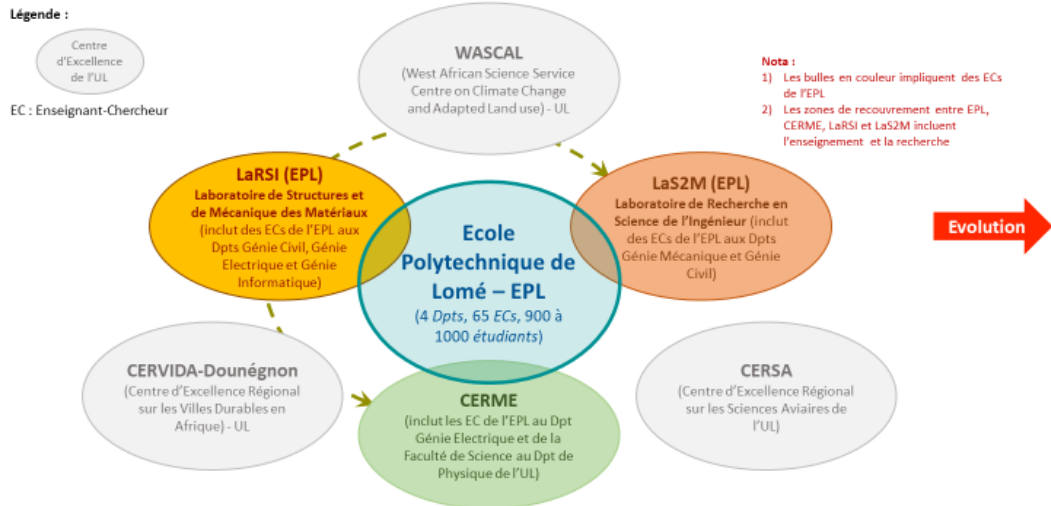 Légende :
Centre
d'Excellence
de l'UL
EC : Enseignant-Chercheur
WASCAL
(West African Science Service
Centre on Climate Change
and Adapted Land use) - UL
Nota :
1) Les bulles en couleur impliquent des ECs
de l'EPL
2) Les zones de recouvrement entre EPL,
CERME, LaRSI et LaS2M incluent
l'enseignement et la recherche
LaRSI (EPL)
Laboratoire de Structures et
de Mécanique des Matériaux
(inclut des ECs de l'EPL aux
Dpts Génie Civil, Génie
Electrique et Génie
Informatique)
Ecole
Polytechnique de
Lomé – EPL
(4 Dpts, 65 ECs, 900 à
1000 étudiants)
LaS2M (EPL)
Laboratoire de Recherche en
Science de l'Ingénieur (inclut
des ECs de l'EPL aux Dpts
Génie Mécanique et Génie
Civil)
Evolution
CERVIDA-Dounégnon
(Centre d'Excellence Régional
sur les Villes Durables en
Afrique) - UL
CERME
(inclut les EC de l'EPL au Dpt
Génie Electrique et de la
Faculté de Science au Dpt de
Physique de l'UL)
CERSA
(Centre d'Excellence Régional
sur les Sciences Aviaires de
l'UL)